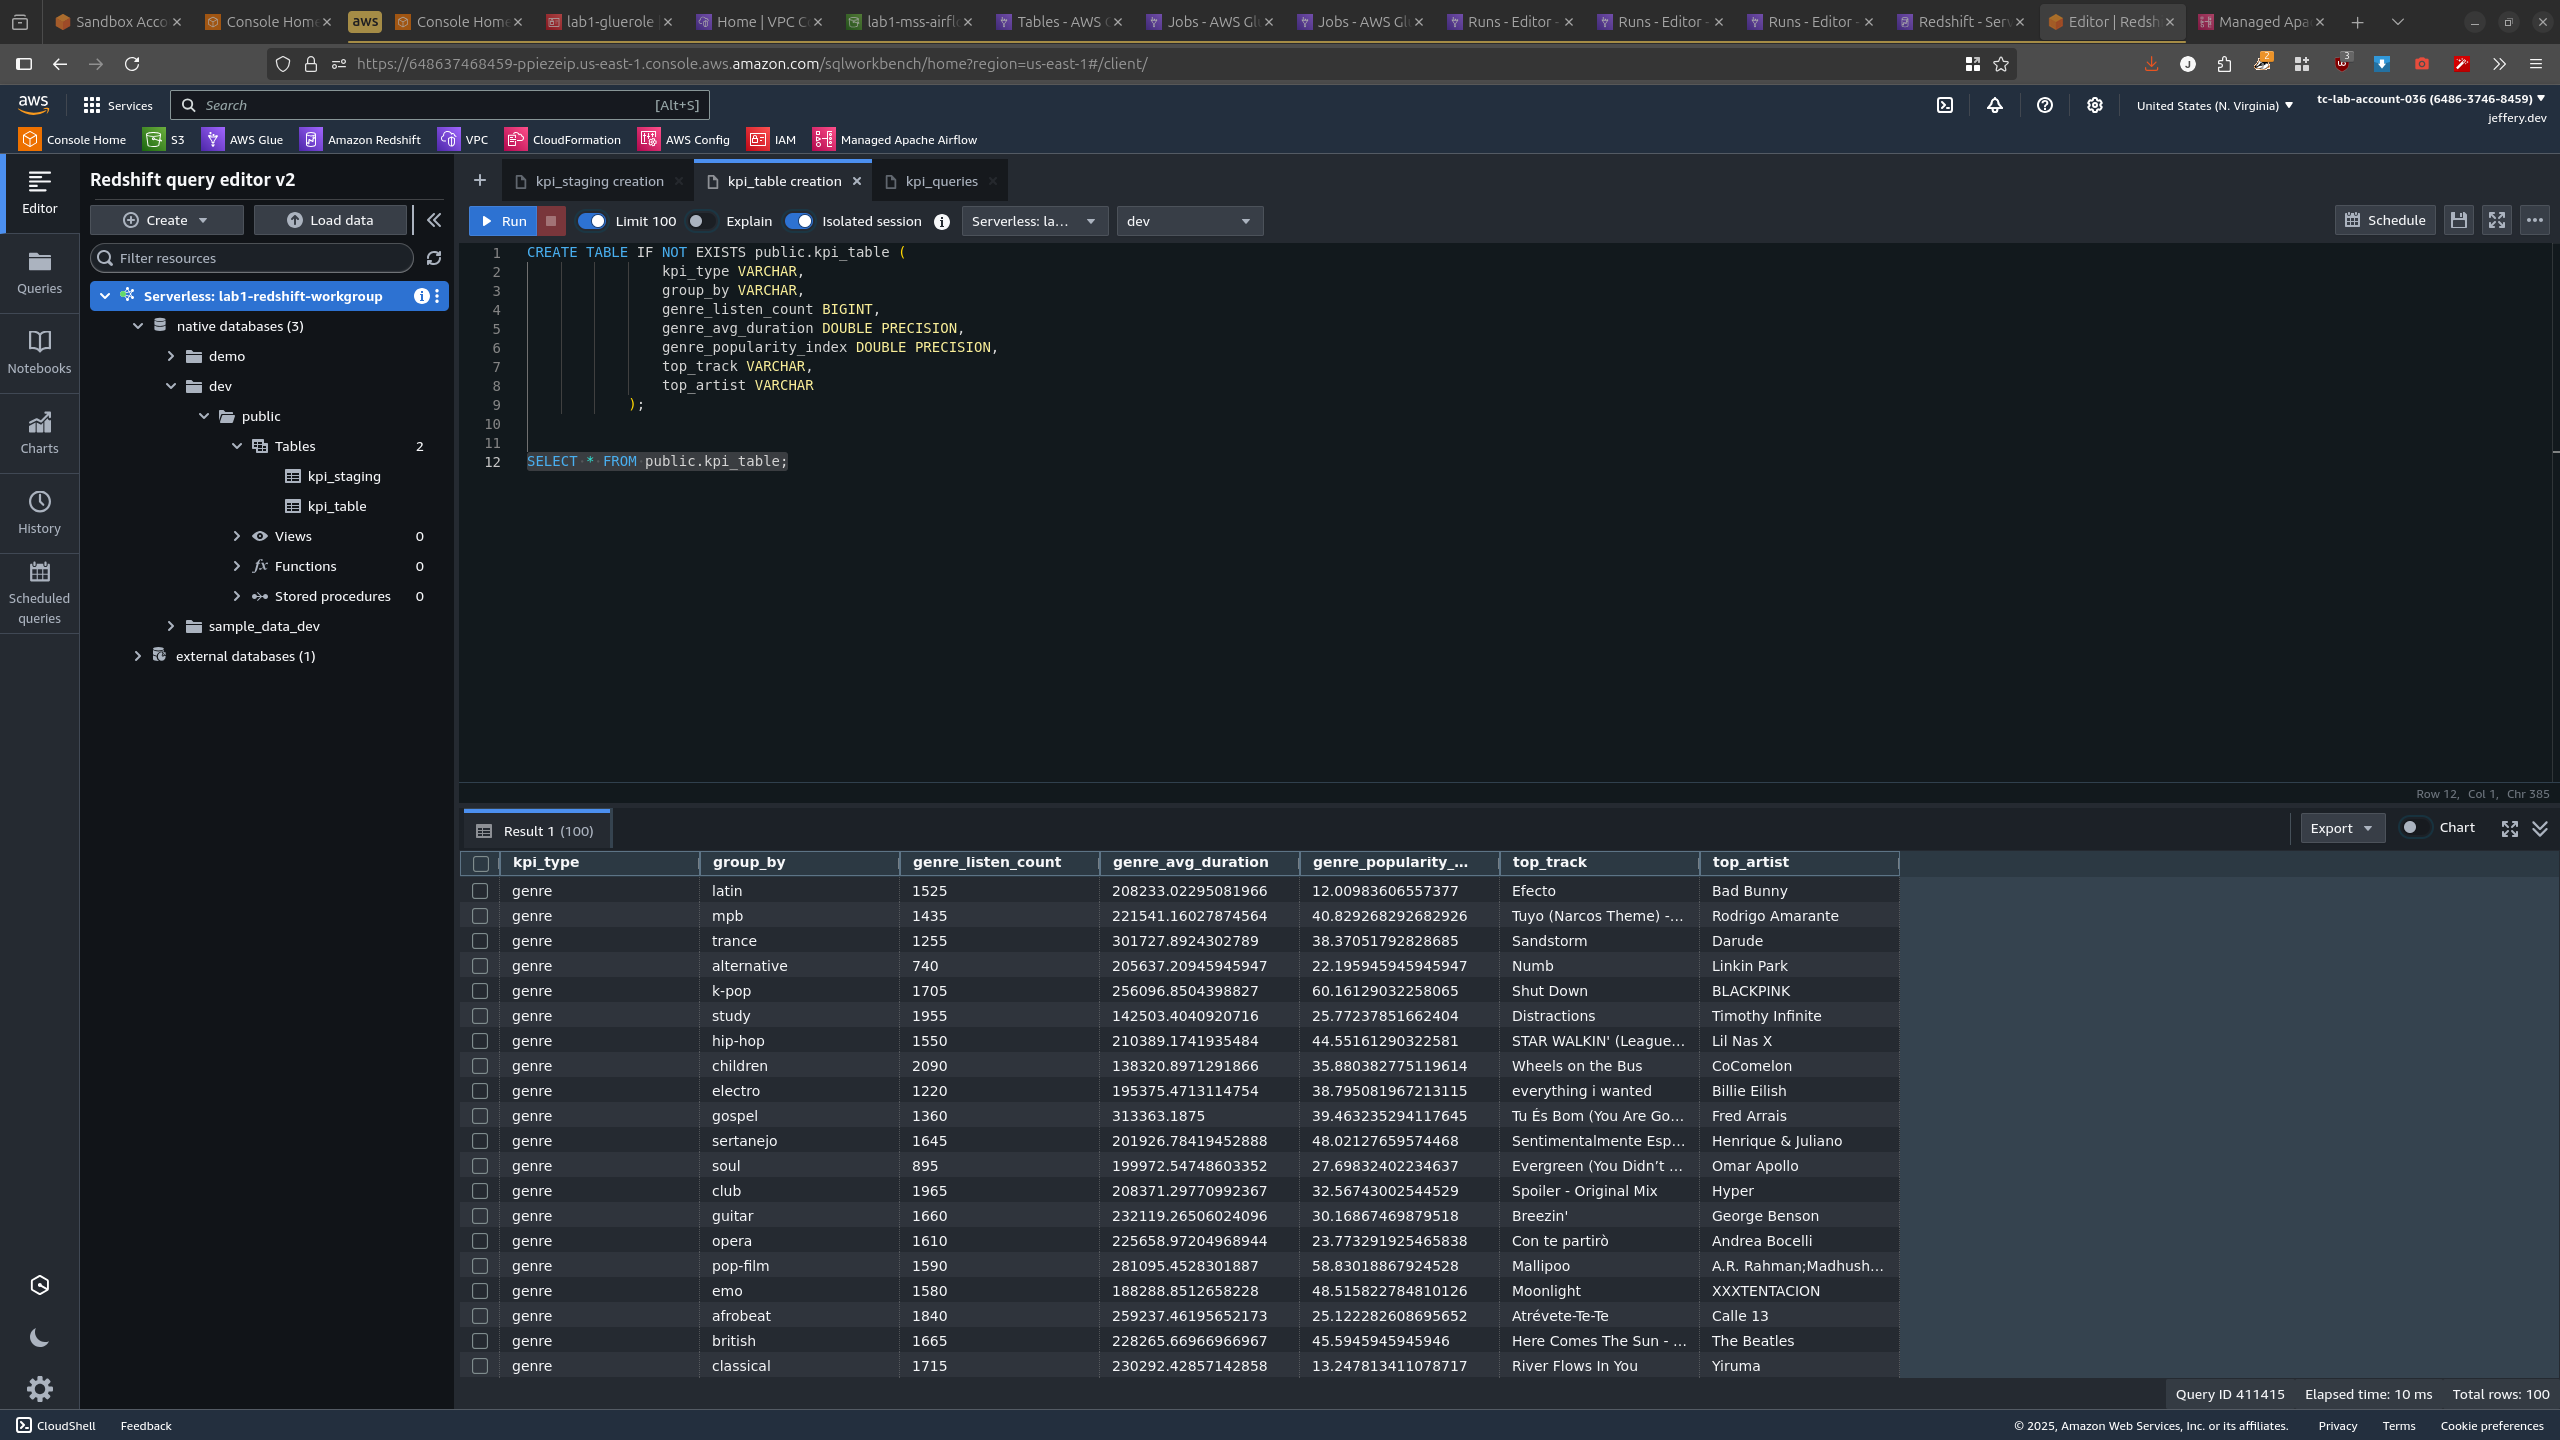 Sandbox Acco
Console Home
aws
Console Home
lab1-gluerole
Home | VPC C
lab1-mss-airfl
Tables - AWS
Jobs - AWS Gl
Jobs - AWS Gl
Runs - Editor -
Runs - Editor -
Runs - Editor -
Redshift - Serv
Editor | Redsh
Managed Apa
https://648637468459-ppiezeip.us-east-1.console.aws.amazon.com/sqlworkbench/home?region=us-east-1#/client/
J
2
3
aws
Services
Search
[Alt+S]
United States (N. Virginia)
tc-lab-account-036 (6486-3746-8459)
jeffery.dev
Console Home
S3
AWS Glue
Amazon Redshift
VPC
CloudFormation
AWS Config
IAM
Managed Apache Airflow
Editor
Queries
Notebooks
Charts
History
Scheduled
queries
Redshift query editor v2
Create
Load data
Filter resources
Serverless: lab1-redshift-workgroup
native databases (3)
demo
dev
public
Tables 2
kpi_staging
kpi_table
Views 0
fx Functions 0
Stored procedures 0
sample_data_dev
external databases (1)
kpi_staging creation
kpi_table creation
kpi_queries
Run
Limit 100
Explain
Isolated session
Serverless: la...
dev
Schedule
1 CREATE TABLE IF NOT EXISTS public.kpi_table (
2 kpi_type VARCHAR,
3 group_by VARCHAR,
4 genre_listen_count BIGINT,
5 genre_avg_duration DOUBLE PRECISION,
6 genre_popularity_index DOUBLE PRECISION,
7 top_track VARCHAR,
8 top_artist VARCHAR
9 );
10
11
12 SELECT * FROM public.kpi_table;
Row 12, Col 1, Chr 385
Result 1 (100)
Export
Chart
kpi_type group_by genre_listen_count genre_avg_duration genre_popularity_... top_track top_artist
genre latin 1525 208233.02295081966 12.00983606557377 Efecto Bad Bunny
genre mpb 1435 221541.16027874564 40.829268292682926 Tuyo (Narcos Theme) -... Rodrigo Amarante
genre trance 1255 301727.8924302789 38.37051792828685 Sandstorm Darude
genre alternative 740 205637.20945945947 22.195945945945947 Numb Linkin Park
genre k-pop 1705 256096.8504398827 60.16129032258065 Shut Down BLACKPINK
genre study 1955 142503.4040920716 25.77237851662404 Distractions Timothy Infinite
genre hip-hop 1550 210389.1741935484 44.55161290322581 STAR WALKIN' (League... Lil Nas X
genre children 2090 138320.8971291866 35.880382775119614 Wheels on the Bus CoComelon
genre electro 1220 195375.4713114754 38.795081967213115 everything i wanted Billie Eilish
genre gospel 1360 313363.1875 39.463235294117645 Tu És Bom (You Are Go... Fred Arrais
genre sertanejo 1645 201926.78419452888 48.02127659574468 Sentimentalmente Esp... Henrique & Juliano
genre soul 895 199972.54748603352 27.69832402234637 Evergreen (You Didn’t ... Omar Apollo
genre club 1965 208371.29770992367 32.56743002544529 Spoiler - Original Mix Hyper
genre guitar 1660 232119.26506024096 30.16867469879518 Breezin' George Benson
genre opera 1610 225658.97204968944 23.773291925465838 Con te partirò Andrea Bocelli
genre pop-film 1590 281095.4528301887 58.83018867924528 Mallipoo A.R. Rahman;Madhush...
genre emo 1580 188288.8512658228 48.515822784810126 Moonlight XXXTENTACION
genre afrobeat 1840 259237.46195652173 25.122282608695652 Atrévete-Te-Te Calle 13
genre british 1665 228265.66966966967 45.5945945945946 Here Comes The Sun - ... The Beatles
genre classical 1715 230292.42857142858 13.247813411078717 River Flows In You Yiruma
Query ID 411415 Elapsed time: 10 ms Total rows: 100
CloudShell
Feedback
© 2025, Amazon Web Services, Inc. or its affiliates.
Privacy
Terms
Cookie preferences